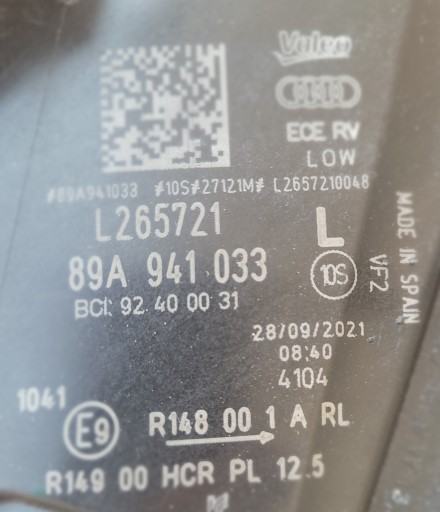 Valeo
ECE RV
LOW
#89A941033 #10S#27121M# L2657210048
L265721
L
89A 941 033
10S
VF2
MADE IN SPAIN
BCI: 92 40 00 31
28/09/2021
08:40
4104
1041
E9
R148 00 1 A RL
R149 00 HCR PL 12.5